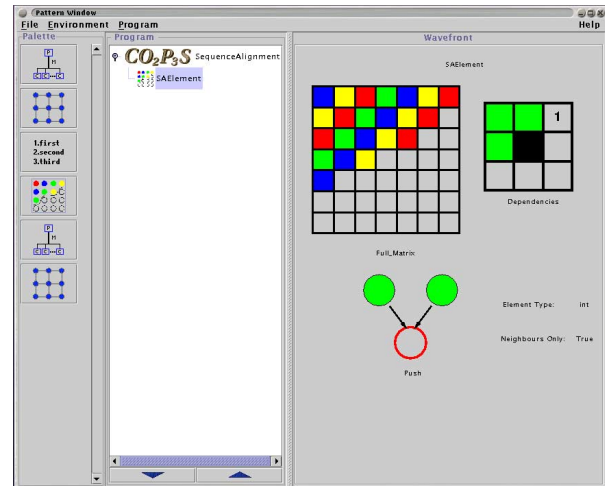 Pattern Window
File Environment Program Help
Palette
P
M
C C ... C
1.first
2.second
3.third
P
M
C C ... C
Program
CO2P3S SequenceAlignment
SAElement
Wavefront
SAElement
1
Dependencies
Full_Matrix
Element Type: int
Neighbours Only: True
Push